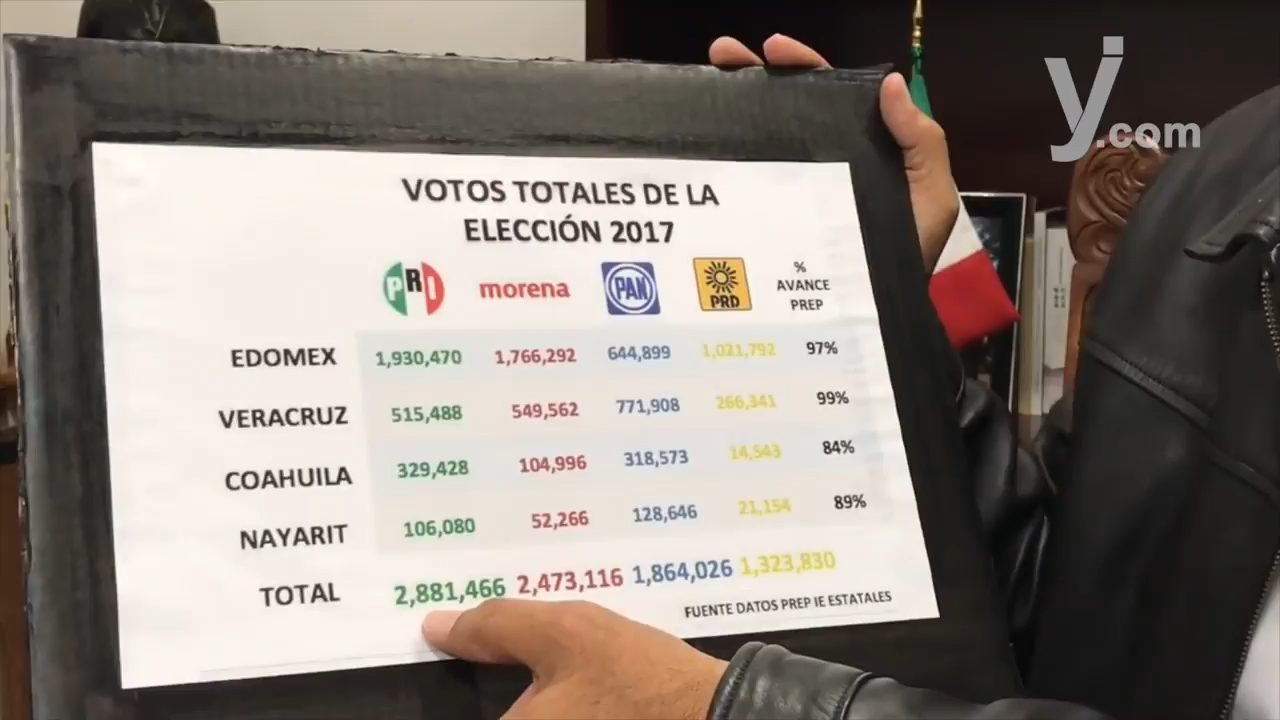 y.com
VOTOS TOTALES DE LA
ELECCIÓN 2017
PRI morena PAN PRD % AVANCE PREP
EDOMEX 1,930,470 1,766,292 644,899 1,021,792 97%
VERACRUZ 515,488 549,562 771,908 266,341 99%
COAHUILA 329,428 104,996 318,573 14,543 84%
NAYARIT 106,080 52,266 128,646 21,154 89%
TOTAL 2,881,466 2,473,116 1,864,026 1,323,830
FUENTE DATOS PREP IE ESTATALES